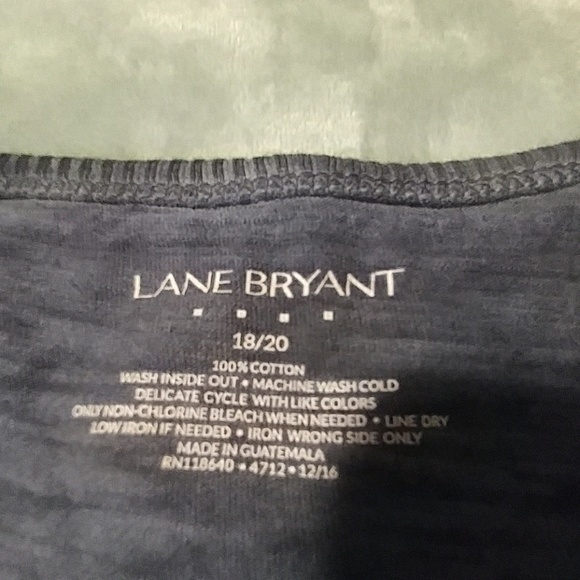 LANE BRYANT
18/20
100% COTTON
WASH INSIDE OUT • MACHINE WASH COLD
DELICATE CYCLE WITH LIKE COLORS
ONLY NON-CHLORINE BLEACH WHEN NEEDED • LINE DRY
LOW IRON IF NEEDED • IRON WRONG SIDE ONLY
MADE IN GUATEMALA
RN118640 • 4712 • 12/16